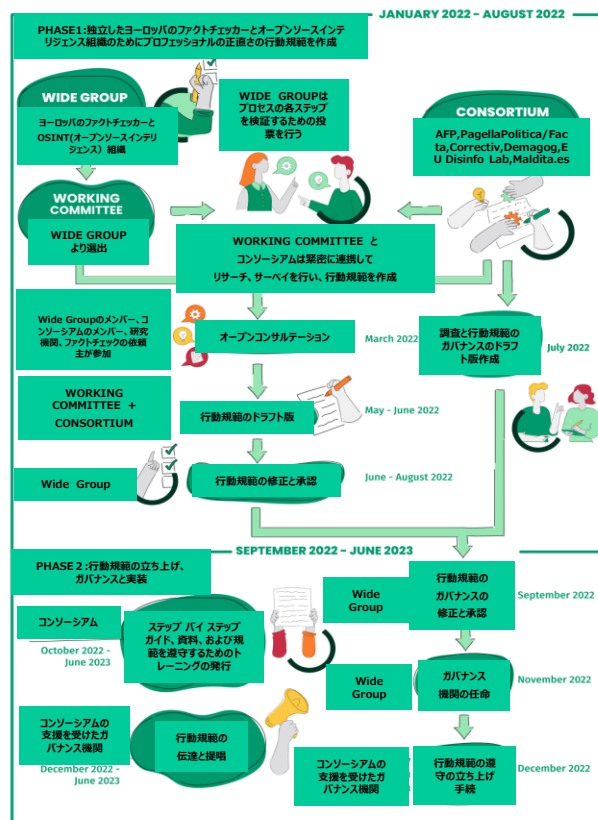 JANUARY 2022 – AUGUST 2022
PHASE1:独立したヨーロッパのファクトチェッカーとオープンソースインテ
リジェンス組織のためにプロフェッショナルの正直さの行動規範を作成
WIDE GROUP
ヨーロッパのファクトチェッカーと
OSINT(オープンソースインテリ
ジェンス) 組織
WIDE GROUPは
プロセスの各ステップ
を検証するための投
票を行う
CONSORTIUM
AFP,PagellaPolitica/Fac
ta,Correctiv,Demagog,E
U Disinfo Lab,Maldita.es
WORKING
COMMITTEE
WIDE GROUP
より選出
WORKING COMMITTEE と
コンソーシアムは緊密に連携して
リサーチ、サーベイを行い、行動規範を作成
Wide Groupのメンバー、コ
ンソーシアムのメンバー、研究
機関、ファクトチェックの依頼
主が参加
オープンコンサルテーション
March 2022
調査と行動規範の
ガバナンスのドラフ
ト版作成
July 2022
WORKING
COMMITTEE +
CONSORTIUM
行動規範のドラフト版
May - June 2022
Wide Group
行動規範の修正と承認
June - August 2022
SEPTEMBER 2022 – JUNE 2023
PHASE２:行動規範の立ち上げ、
ガバナンスと実装
Wide
Group
行動規範の
ガバナンスの
修正と承認
September 2022
コンソーシアム
October 2022 -
June 2023
ステップ バイ ステップ
ガイド、資料、および規
範を遵守するためのト
レーニングの発行
Wide
Group
ガバナンス
機関の任命
November 2022
コンソーシアムの
支援を受けたガ
バナンス機関
December 2022 -
June 2023
行動規範の
伝達と提唱
コンソーシアムの
支援を受けたガ
バナンス機関
行動規範の遵
守の立ち上げ
手続
December 2022